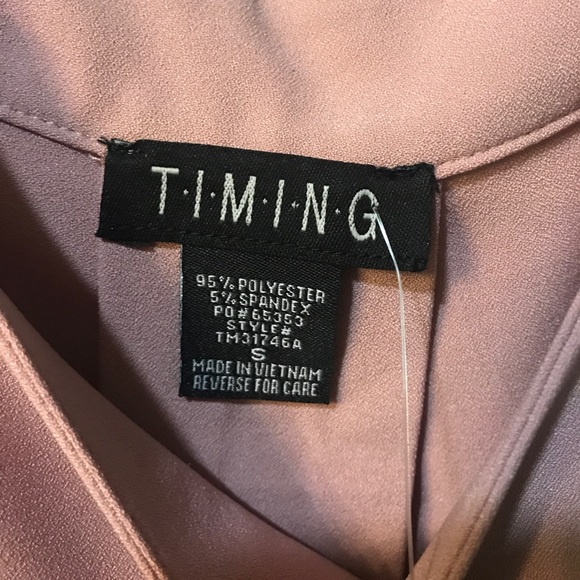 T·I·M·I·N·G
95% POLYESTER
5% SPANDEX
PO# 65353
STYLE#
TM31746A
S
MADE IN VIETNAM
REVERSE FOR CARE